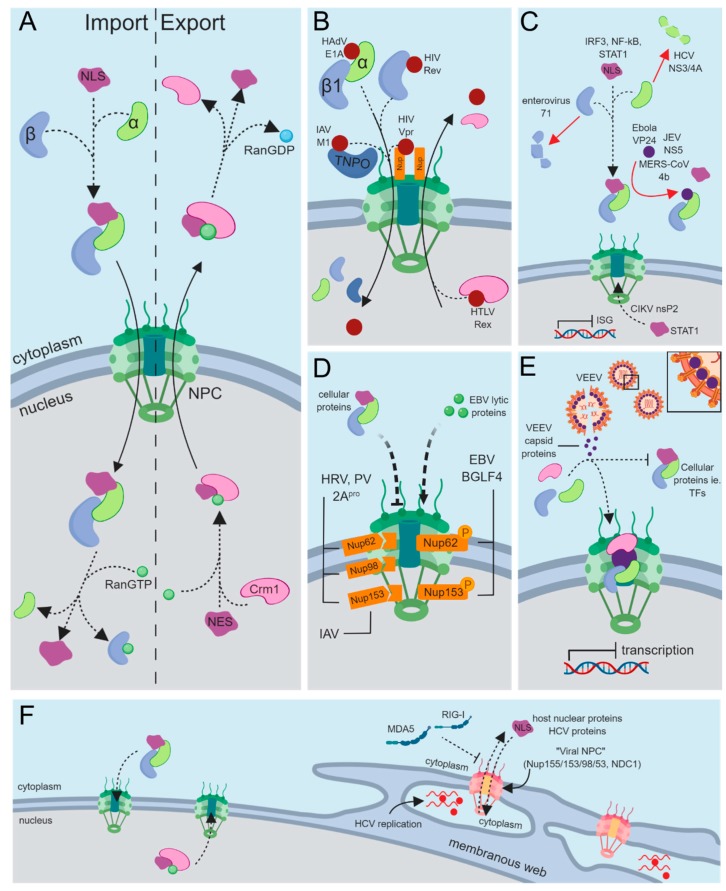 A
Import
Export
NLS
β
α
RanGDP
cytoplasm
nucleus
NPC
RanGTP
Crm1
NES
B
HAdV
E1A
α
β1
HIV
Rev
IAV
M1
TNPO
HIV
Vpr
Nup
Nup
HTLV
Rex
C
IRF3, NF-kB,
STAT1
NLS
HCV
NS3/4A
enterovirus
71
Ebola
VP24
JEV
NS5
MERS-CoV
4b
CIKV nsP2
ISG
STAT1
D
cellular
proteins
EBV lytic
proteins
HRV, PV
2Apro
EBV
BGLF4
Nup62
Nup98
Nup153
Nup62
P
Nup153
P
IAV
E
VEEV
VEEV
capsid
proteins
Cellular
proteins ie.
TFs
transcription
F
cytoplasm
nucleus
MDA5
RIG-I
NLS
host nuclear proteins
HCV proteins
"Viral NPC"
(Nup155/153/98/53, NDC1)
cytoplasm
cytoplasm
HCV replication
membranous web